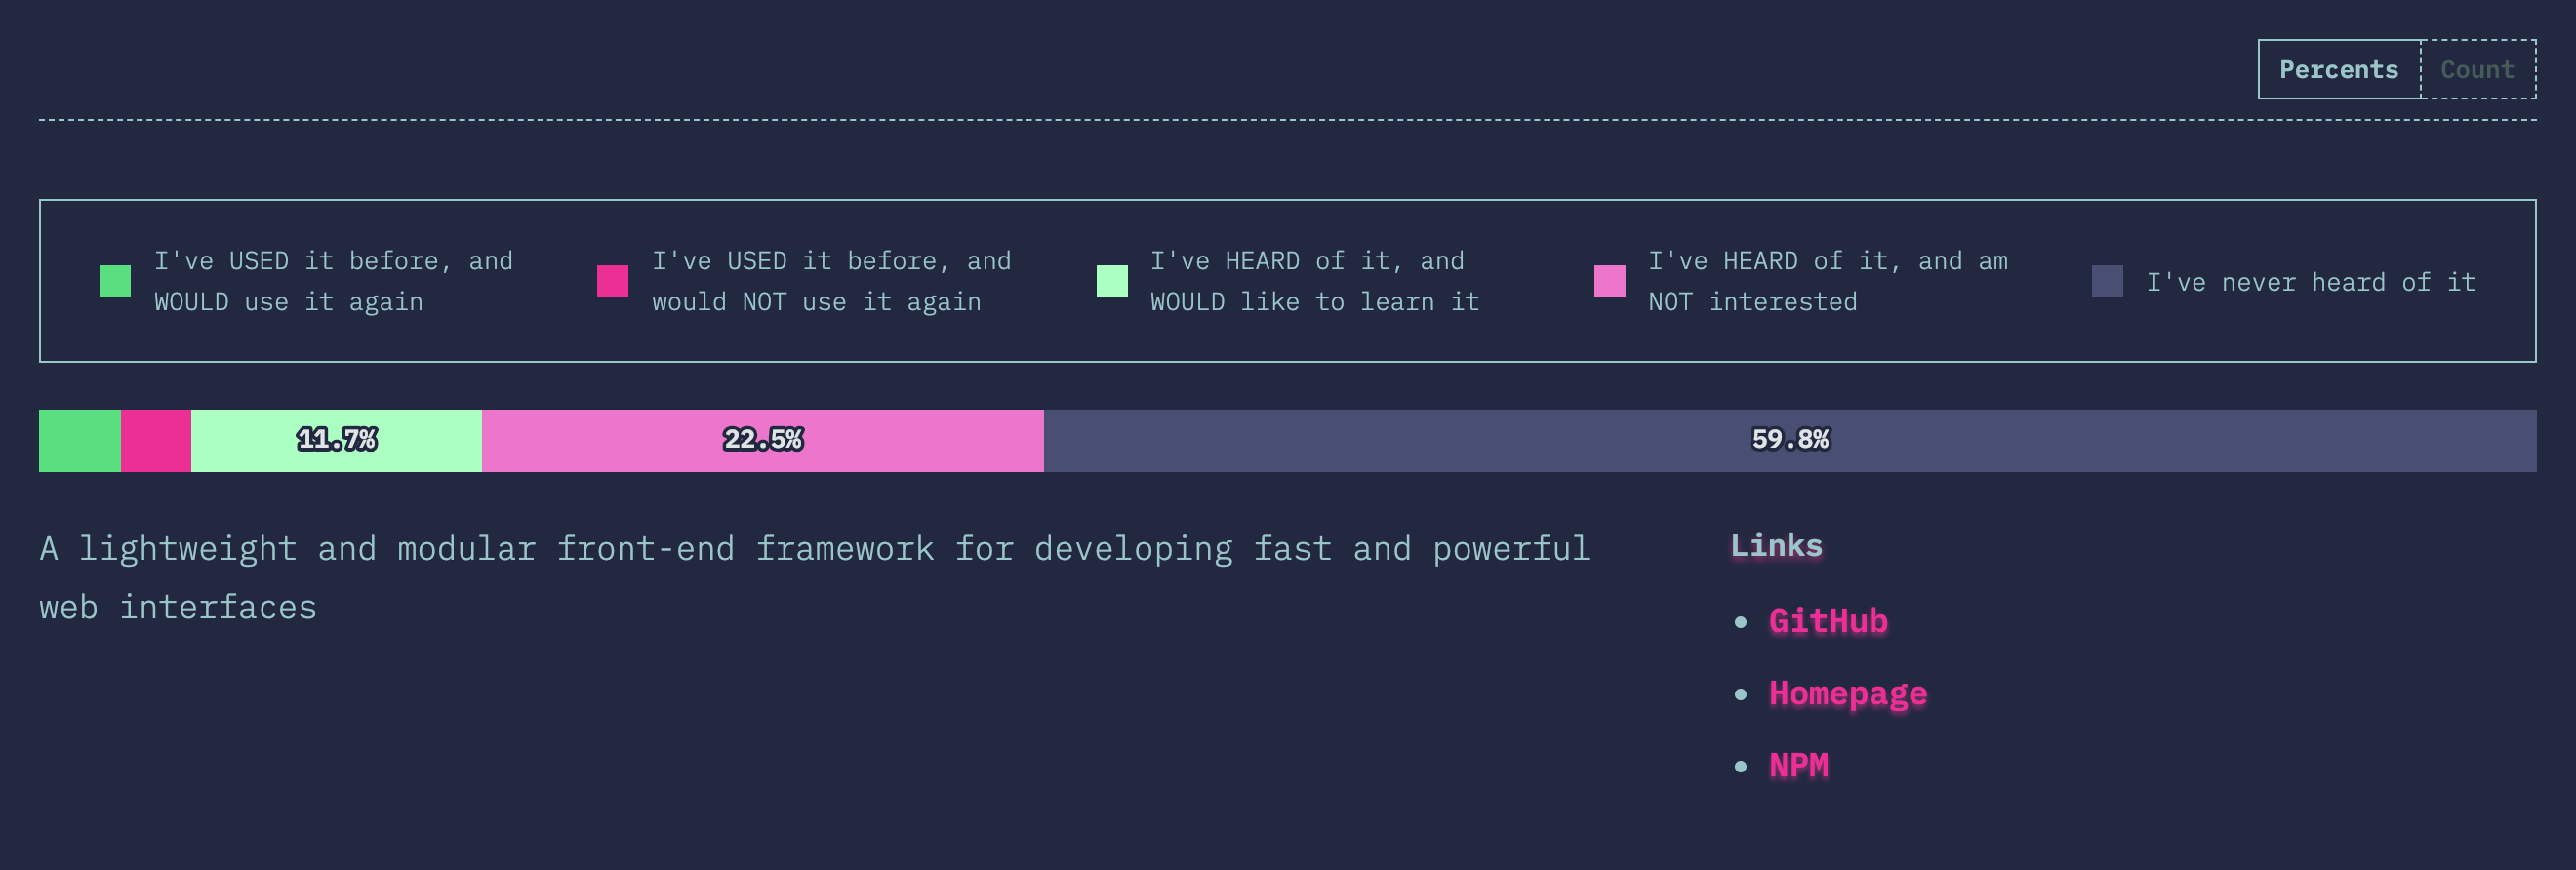 Percents Count
I've USED it before, and
WOULD use it again
I've USED it before, and
would NOT use it again
I've HEARD of it, and
WOULD like to learn it
I've HEARD of it, and am
NOT interested
I've never heard of it
11.7% 22.5% 59.8%
A lightweight and modular front-end framework for developing fast and powerful
web interfaces
Links
GitHub
Homepage
NPM